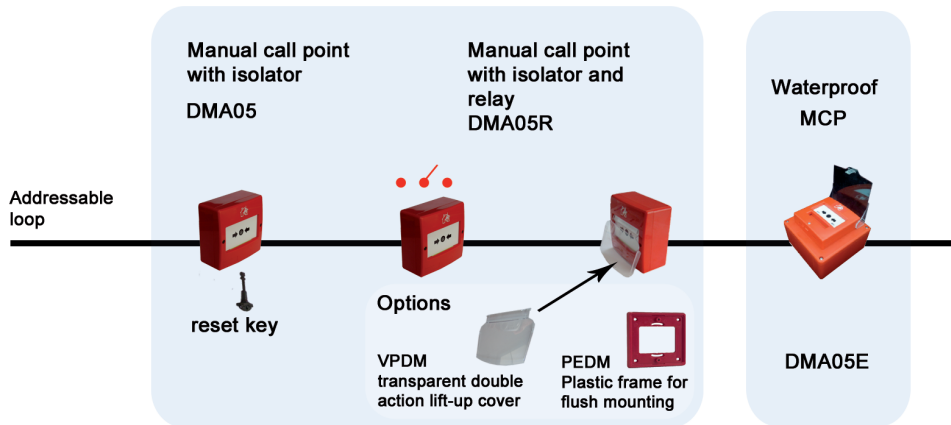 Manual call point
with isolator
DMA05
Manual call point
with isolator and
relay
DMA05R
Waterproof
MCP
Addressable
loop
reset key
Options
VPDM
transparent double
action lift-up cover
PEDM
Plastic frame for
flush mounting
DMA05E